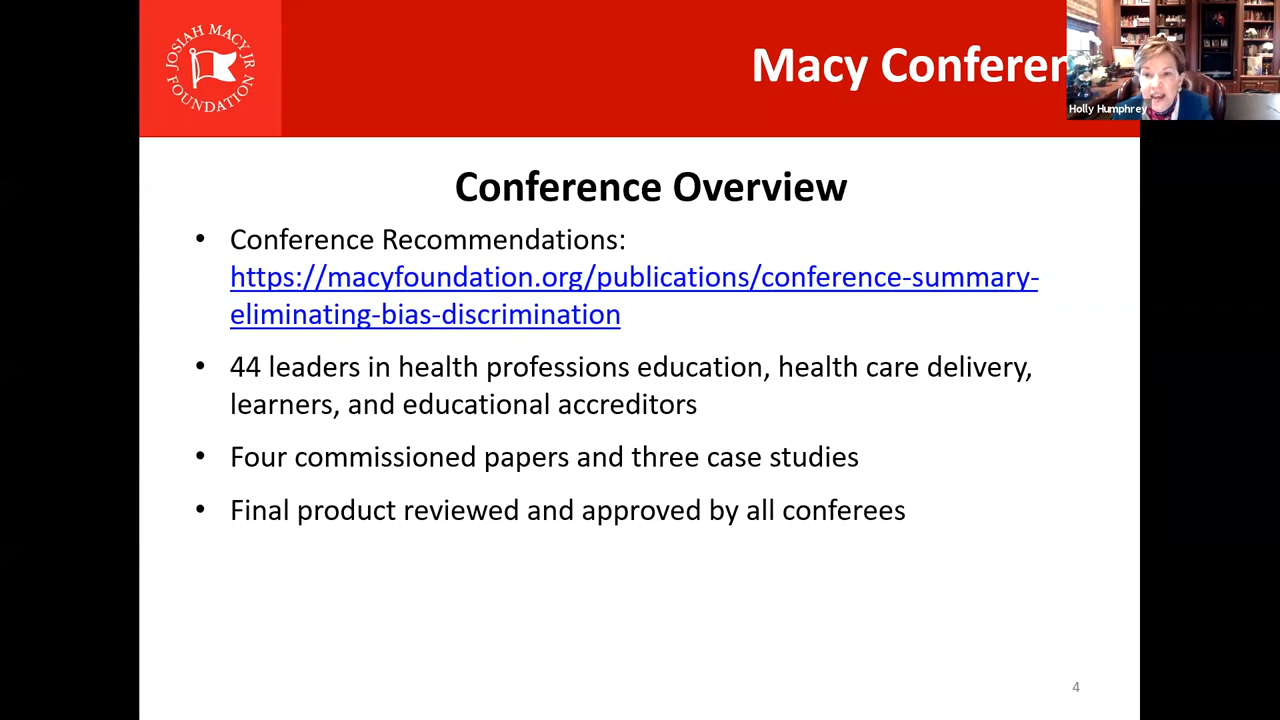 JOSIAH MACY JR
FOUNDATION
Macy Conferen
Holly Humphrey
Conference Overview
• Conference Recommendations:
https://macyfoundation.org/publications/conference-summary-
eliminating-bias-discrimination
• 44 leaders in health professions education, health care delivery,
learners, and educational accreditors
• Four commissioned papers and three case studies
• Final product reviewed and approved by all conferees
4